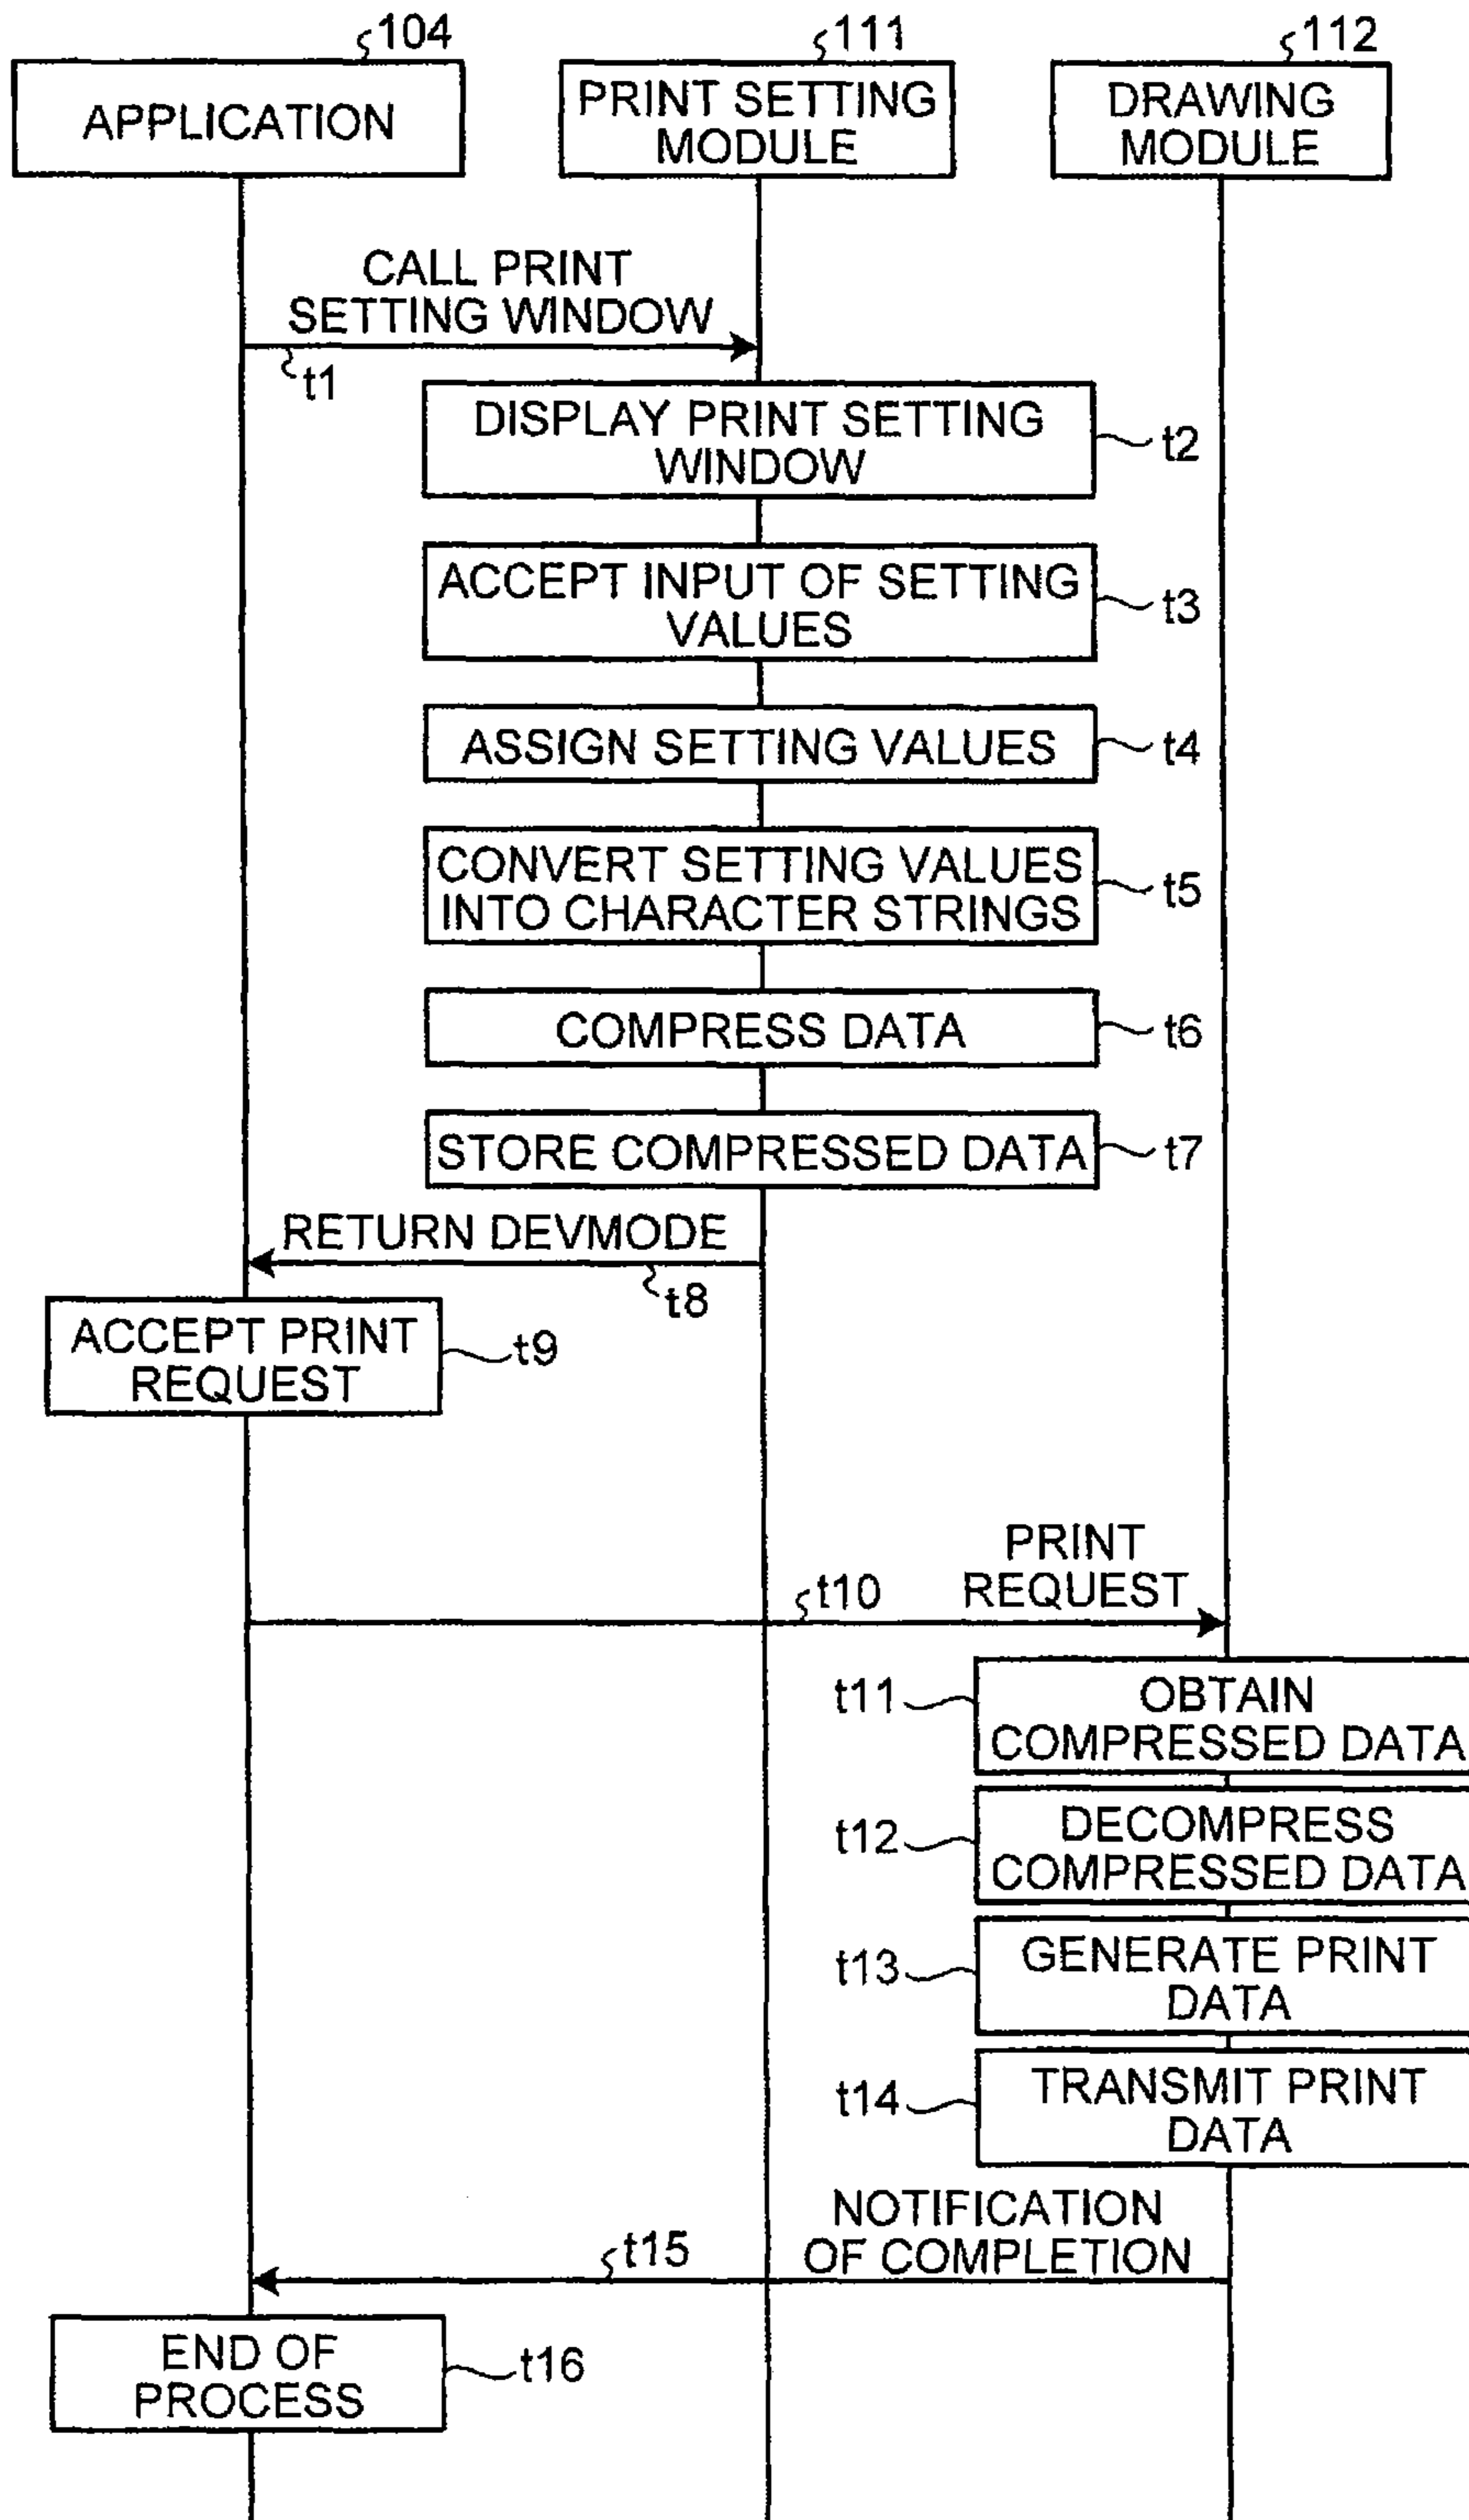 104
111
112
APPLICATION
PRINT SETTING
MODULE
DRAWING
MODULE
CALL PRINT
SETTING WINDOW
t1
DISPLAY PRINT SETTING
WINDOW
t2
ACCEPT INPUT OF SETTING
VALUES
t3
ASSIGN SETTING VALUES
t4
CONVERT SETTING VALUES
INTO CHARACTER STRINGS
t5
COMPRESS DATA
t6
STORE COMPRESSED DATA
t7
RETURN DEVMODE
t8
ACCEPT PRINT
REQUEST
t9
PRINT
REQUEST
t10
t11
OBTAIN
COMPRESSED DATA
t12
DECOMPRESS
COMPRESSED DATA
t13
GENERATE PRINT
DATA
t14
TRANSMIT PRINT
DATA
NOTIFICATION
OF COMPLETION
t15
END OF
PROCESS
t16